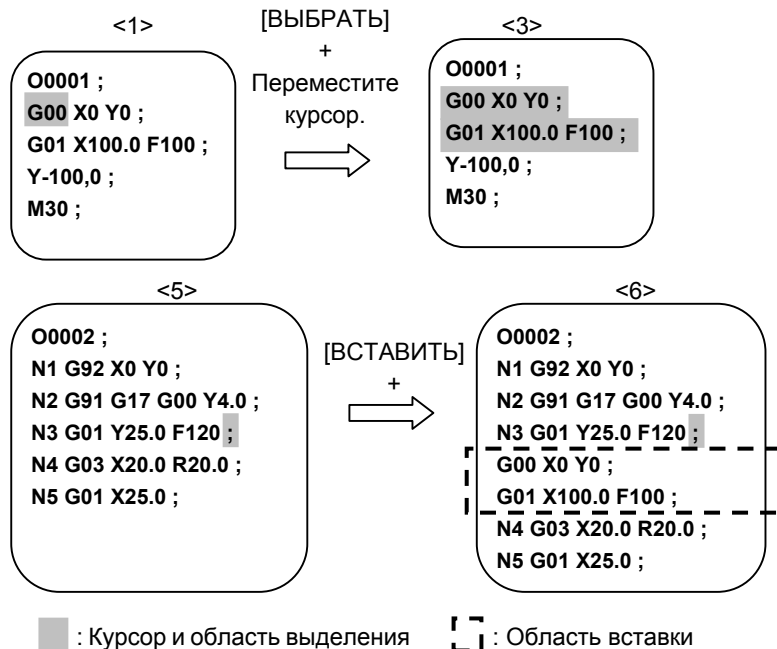 <1>
[ВЫБРАТЬ]
+
Переместите
курсор.
<3>
O0001 ;
G00 X0 Y0 ;
G01 X100.0 F100 ;
Y-100,0 ;
M30 ;
O0001 ;
G00 X0 Y0 ;
G01 X100.0 F100 ;
Y-100,0 ;
M30 ;
<5>
O0002 ;
N1 G92 X0 Y0 ;
N2 G91 G17 G00 Y4.0 ;
N3 G01 Y25.0 F120 ;
N4 G03 X20.0 R20.0 ;
N5 G01 X25.0 ;
[ВСТАВИТЬ]
+
<6>
O0002 ;
N1 G92 X0 Y0 ;
N2 G91 G17 G00 Y4.0 ;
N3 G01 Y25.0 F120 ;
G00 X0 Y0 ;
G01 X100.0 F100 ;
N4 G03 X20.0 R20.0 ;
N5 G01 X25.0 ;
: Курсор и область выделения
: Область вставки